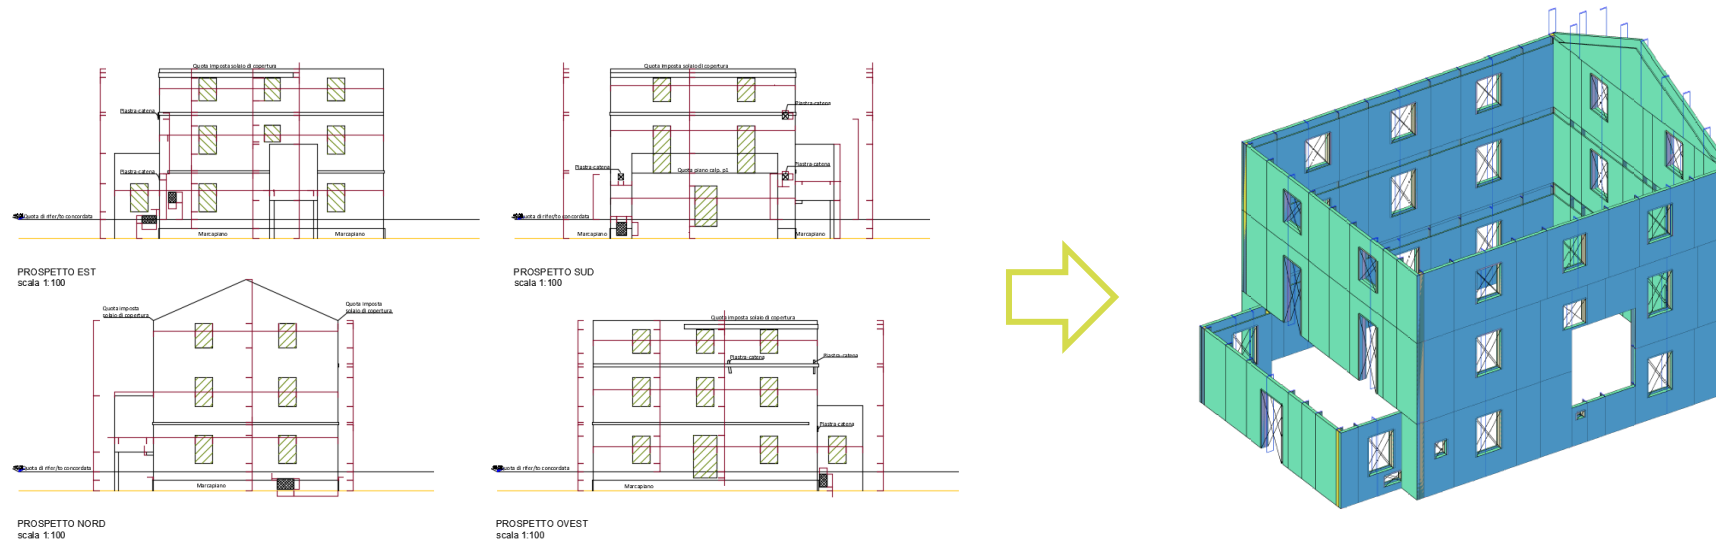 Quota imposta solaio di copertura
Piastra-catena
Piastra-catena
Quota di rifer/to concordata
Marcapiano
Marcapiano
PROSPETTO EST
scala 1:100
Quota imposta solaio di copertura
Piastra-catena
Piastra-catena
Piastra-catena
Quota piano calp. p1
Quota di rifer/to concordata
Marcapiano
Marcapiano
PROSPETTO SUD
scala 1:100
Quota imposta
solaio di copertura
Quota imposta
solaio di copertura
Quota di rifer/to concordata
Marcapiano
PROSPETTO NORD
scala 1:100
Quota imposta solaio di copertura
Piastra-catena
Piastra-catena
Piastra-catena
Quota di rifer/to concordata
Marcapiano
PROSPETTO OVEST
scala 1:100